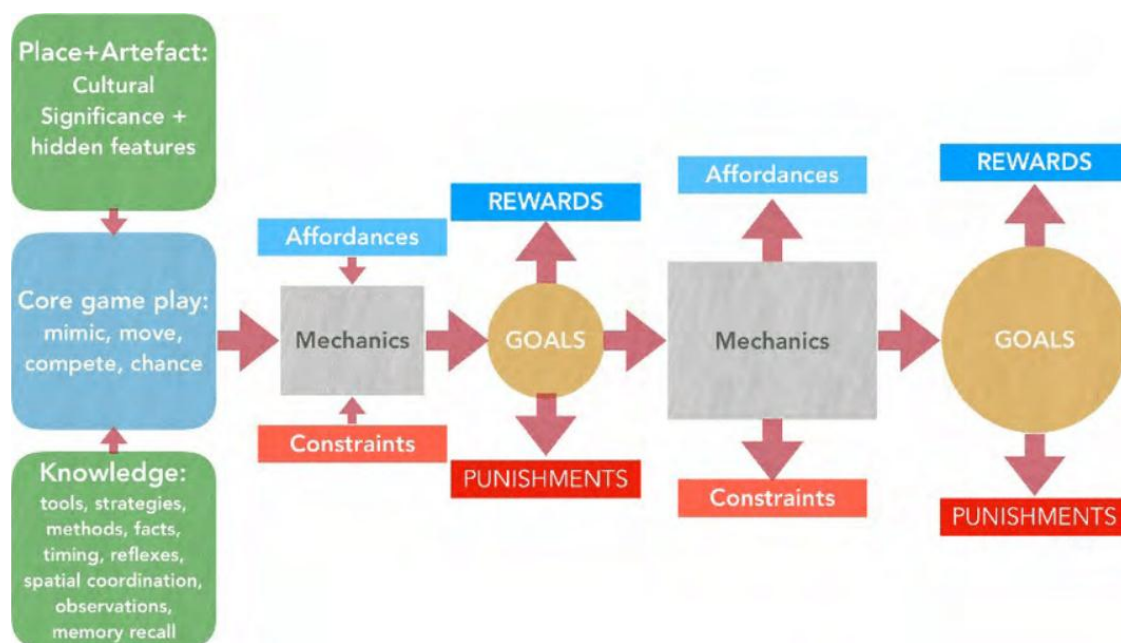 Place+Artefact:
Cultural
Significance +
hidden features
Core game play:
mimic, move,
compete, chance
Knowledge:
tools, strategies,
methods, facts,
timing, reflexes,
spatial coordination,
observations,
memory recall
Affordances
Mechanics
Constraints
REWARDS
GOALS
PUNISHMENTS
Affordances
Mechanics
Constraints
REWARDS
GOALS
PUNISHMENTS